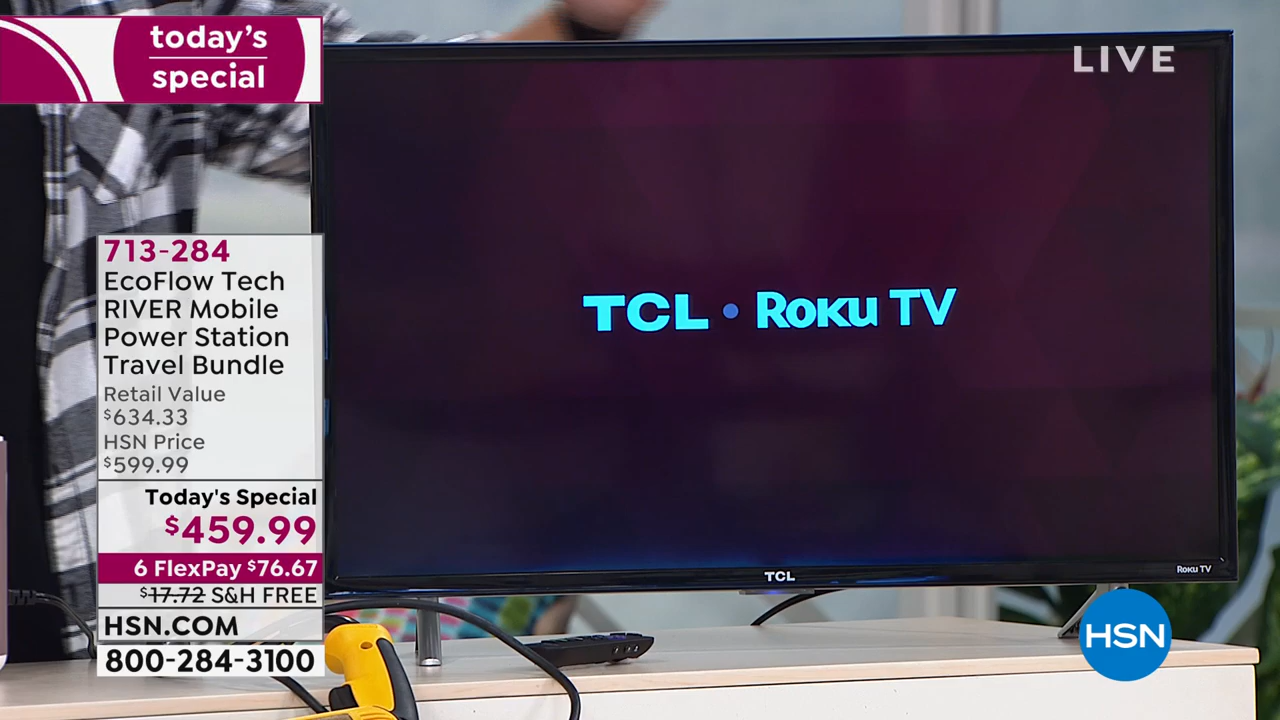 today's
special
LIVE
713-284
EcoFlow Tech
RIVER Mobile
Power Station
Travel Bundle
Retail Value
$634.33
HSN Price
$599.99
Today's Special
$459.99
6 FlexPay $76.67
$17.72 S&H FREE
HSN.COM
800-284-3100
TCL • Roku TV
TCL
Roku TV
HSN